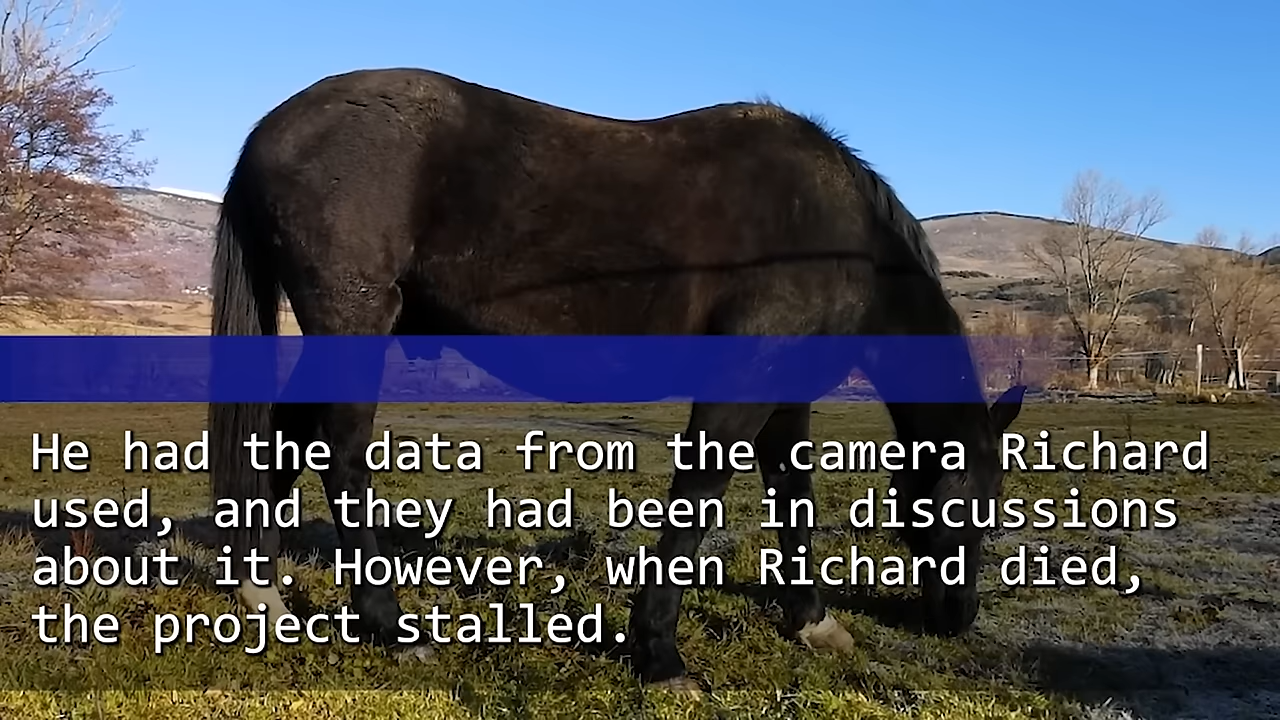 He had the data from the camera Richard
used, and they had been in discussions
about it. However, when Richard died,
the project stalled.